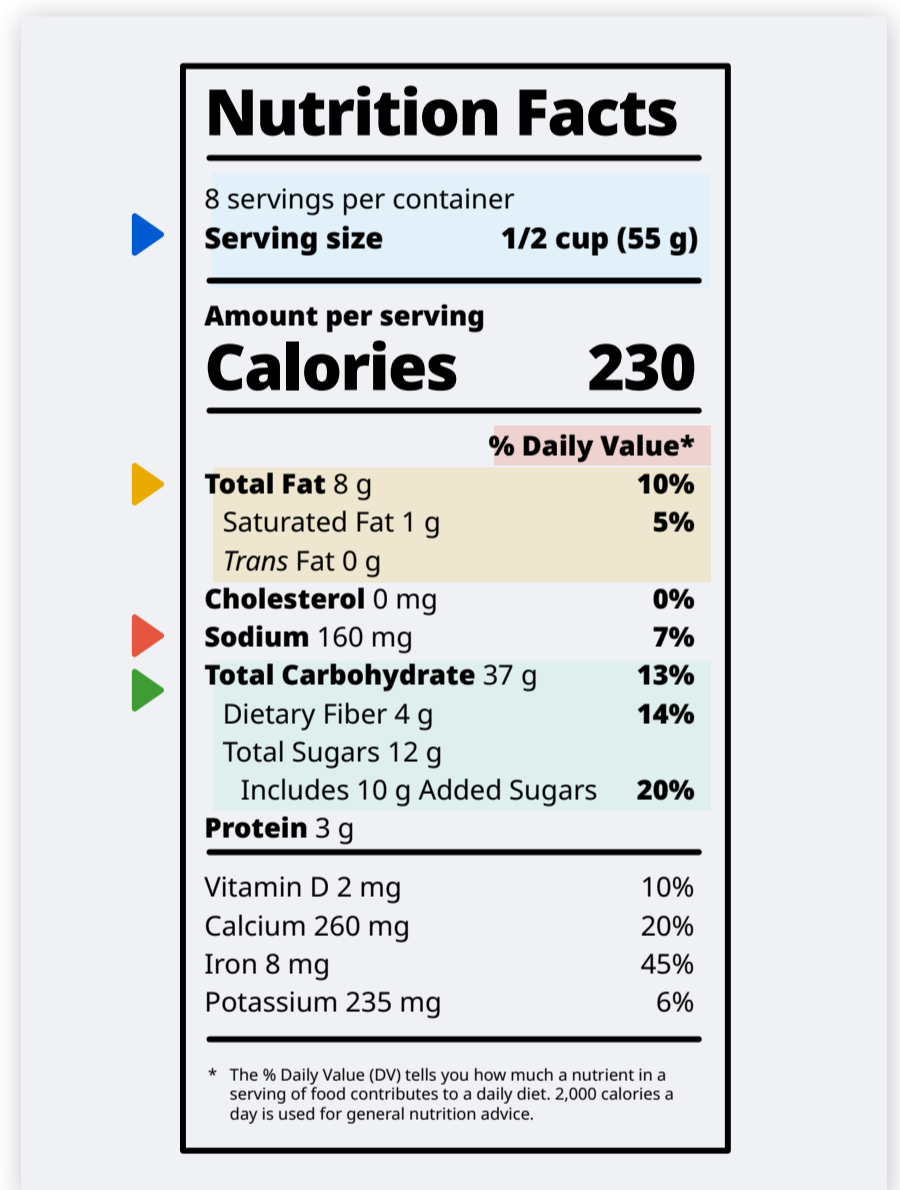 Nutrition Facts
8 servings per container
Serving size 1/2 cup (55 g)
Amount per serving
Calories 230
% Daily Value*
Total Fat 8 g 10%
Saturated Fat 1 g 5%
Trans Fat 0 g
Cholesterol 0 mg 0%
Sodium 160 mg 7%
Total Carbohydrate 37 g 13%
Dietary Fiber 4 g 14%
Total Sugars 12 g
Includes 10 g Added Sugars 20%
Protein 3 g
Vitamin D 2 mg 10%
Calcium 260 mg 20%
Iron 8 mg 45%
Potassium 235 mg 6%
* The % Daily Value (DV) tells you how much a nutrient in a
serving of food contributes to a daily diet. 2,000 calories a
day is used for general nutrition advice.